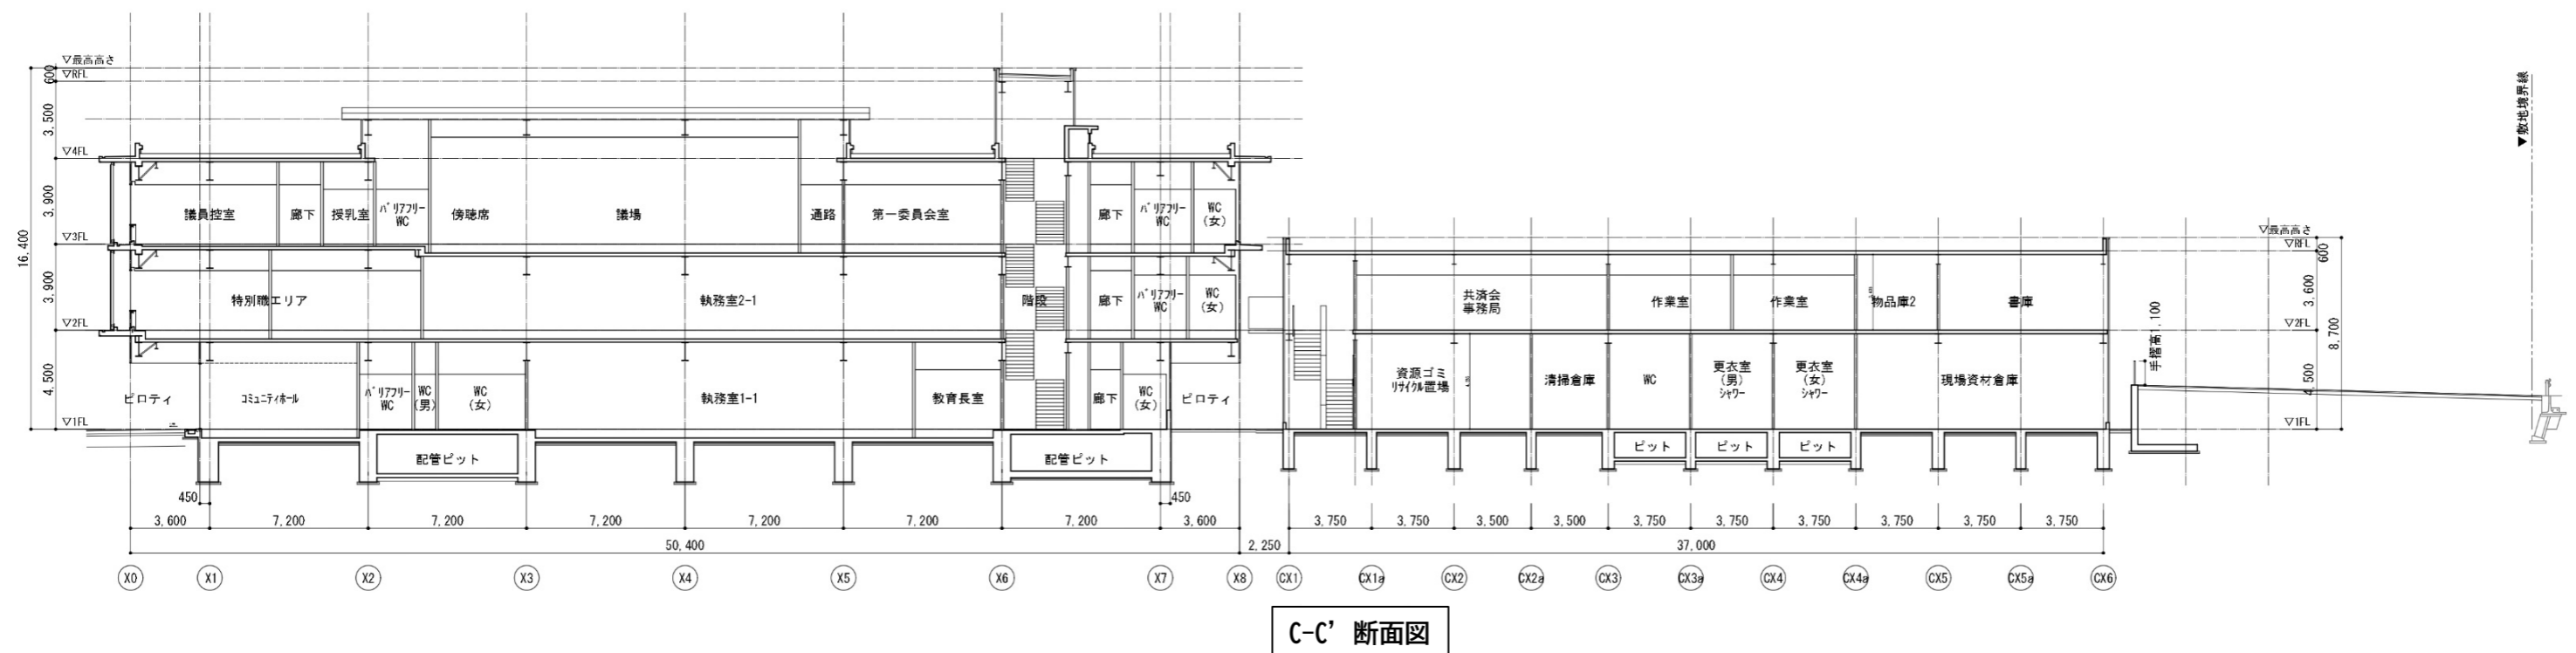 ▽最高高さ
▽RFL
▽4FL
▽3FL
▽2FL
▽1FL
600
3,500
3,900
3,900
4,500
16,400
議員控室
廊下
授乳室
バリアフリー
WC
傍聴席
議場
通路
第一委員会室
廊下
バリアフリー
WC
WC
(女)
特別職エリア
執務室2-1
階段
廊下
バリアフリー
WC
WC
(女)
ピロティ
コミュニティホール
バリアフリー
WC
WC
(男)
WC
(女)
執務室1-1
教育長室
廊下
WC
(女)
ピロティ
配管ピット
配管ピット
共済会
事務局
作業室
作業室
物品庫2
書庫
資源ゴミ
リサイクル置場
清掃倉庫
WC
更衣室
(男)
シャワー
更衣室
(女)
シャワー
現場資材倉庫
ピット
ピット
ピット
▽最高高さ
▽RFL
▽2FL
▽1FL
600
3,600
4,500
8,700
手摺高1,100
▼敷地境界線
450
450
3,600
7,200
7,200
7,200
7,200
7,200
7,200
3,600
3,750
3,750
3,500
3,500
3,750
3,750
3,750
3,750
3,750
3,750
50,400
2,250
37,000
X0
X1
X2
X3
X4
X5
X6
X7
X8
CX1
CX1a
CX2
CX2a
CX3
CX3a
CX4
CX4a
CX5
CX5a
CX6
C-C’断面図